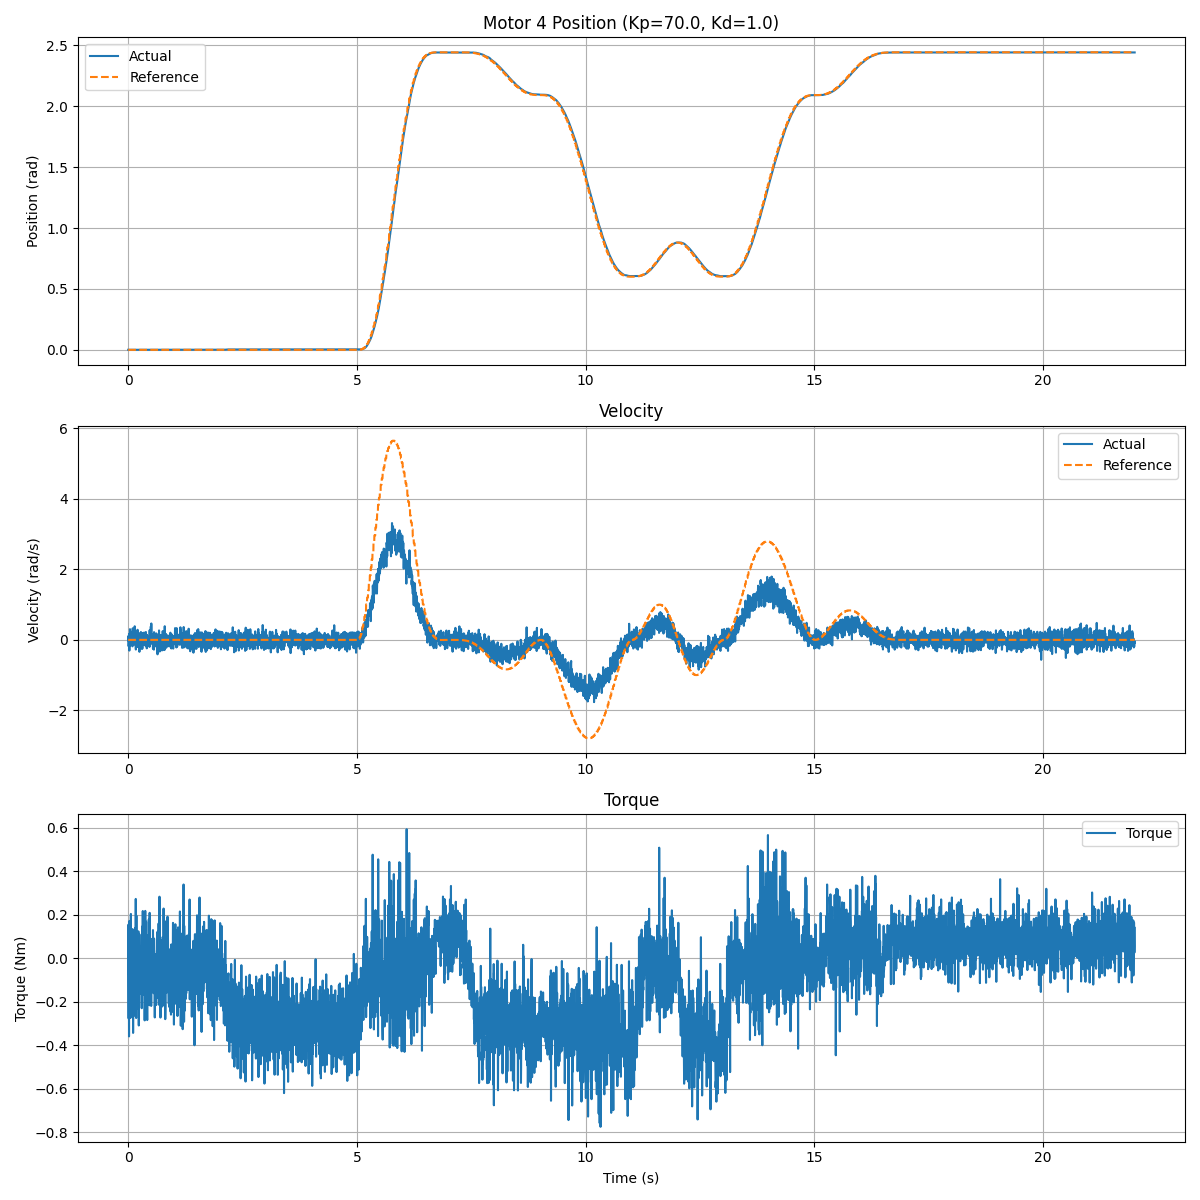 Motor 4 Position (Kp=70.0, Kd=1.0)
Actual
Reference
Position (rad)
2.5
2.0
1.5
1.0
0.5
0.0
0 5 10 15 20
Velocity
Actual
Reference
Velocity (rad/s)
6
4
2
0
−2
0 5 10 15 20
Torque
Torque
Torque (Nm)
0.6
0.4
0.2
0.0
−0.2
−0.4
−0.6
−0.8
0 5 10 15 20
Time (s)